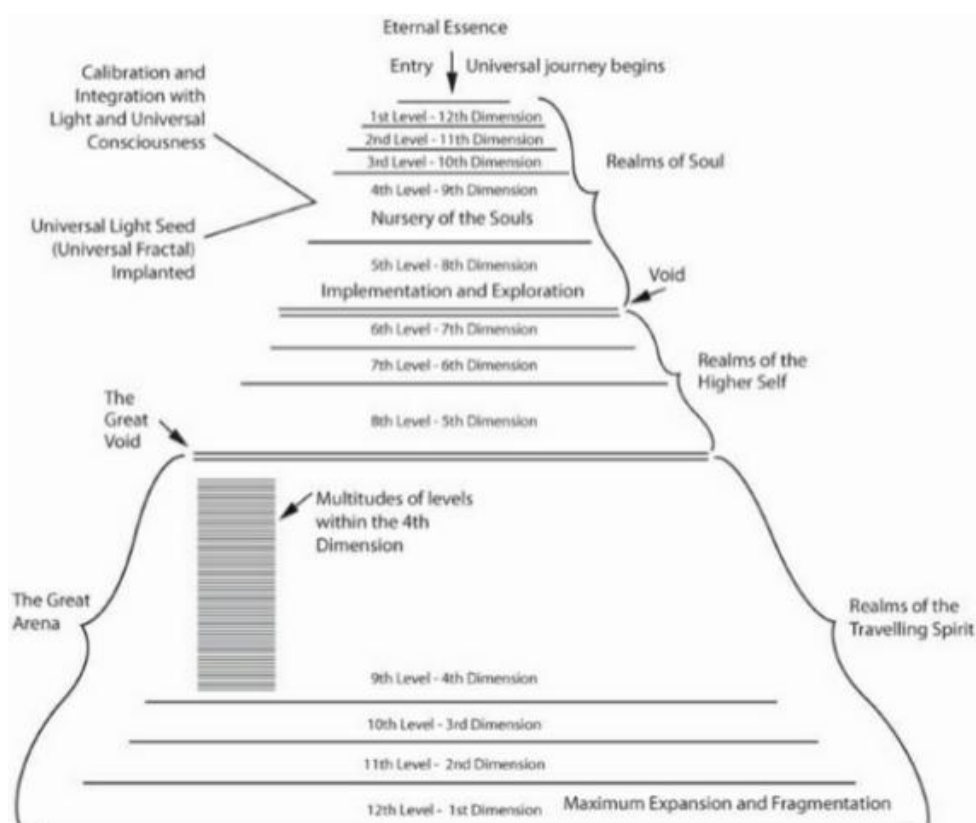 Eternal Essence
Entry
Universal journey begins
Calibration and
Integration with
Light and Universal
Consciousness
1st Level - 12th Dimension
2nd Level - 11th Dimension
3rd Level - 10th Dimension
4th Level - 9th Dimension
Nursery of the Souls
Realms of Soul
Universal Light Seed
(Universal Fractal)
Implanted
5th Level - 8th Dimension
Implementation and Exploration
Void
6th Level - 7th Dimension
7th Level - 6th Dimension
Realms of the
Higher Self
The
Great
Void
8th Level - 5th Dimension
Multitudes of levels
within the 4th
Dimension
The Great
Arena
Realms of the
Travelling Spirit
9th Level - 4th Dimension
10th Level - 3rd Dimension
11th Level - 2nd Dimension
12th Level - 1st Dimension
Maximum Expansion and Fragmentation